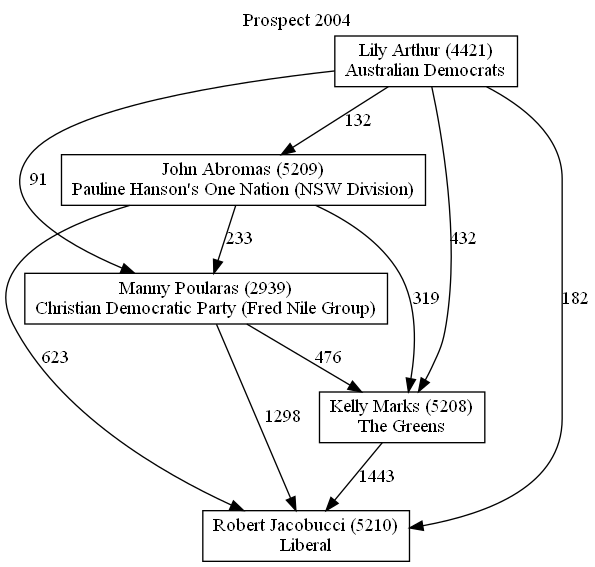 Prospect 2004
Lily Arthur (4421)
Australian Democrats
132
91
John Abromas (5209)
Pauline Hanson's One Nation (NSW Division)
233
432
182
Manny Poularas (2939)
Christian Democratic Party (Fred Nile Group)
319
623
476
Kelly Marks (5208)
The Greens
1298
1443
Robert Jacobucci (5210)
Liberal